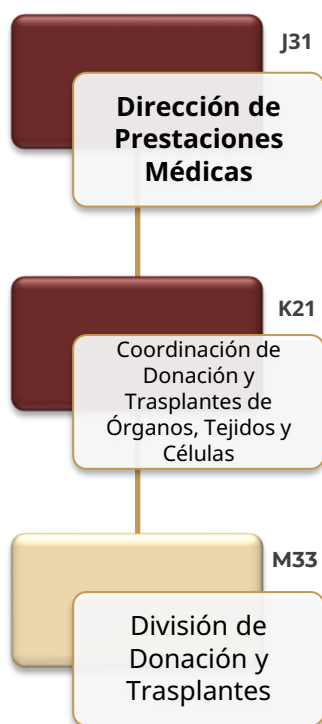 J31
Dirección de
Prestaciones
Médicas
K21
Coordinación de
Donación y
Trasplantes de
Órganos, Tejidos y
Células
M33
División de
Donación y
Trasplantes